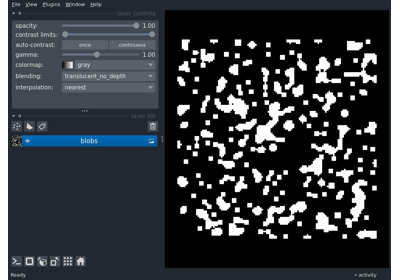 File View Plugins Window Help
layer controls
opacity: 1.00
contrast limits:
auto-contrast: once continuous
gamma: 1.00
colormap: gray
blending: translucent_no_depth
interpolation: nearest
layer list
blobs
Ready
activity